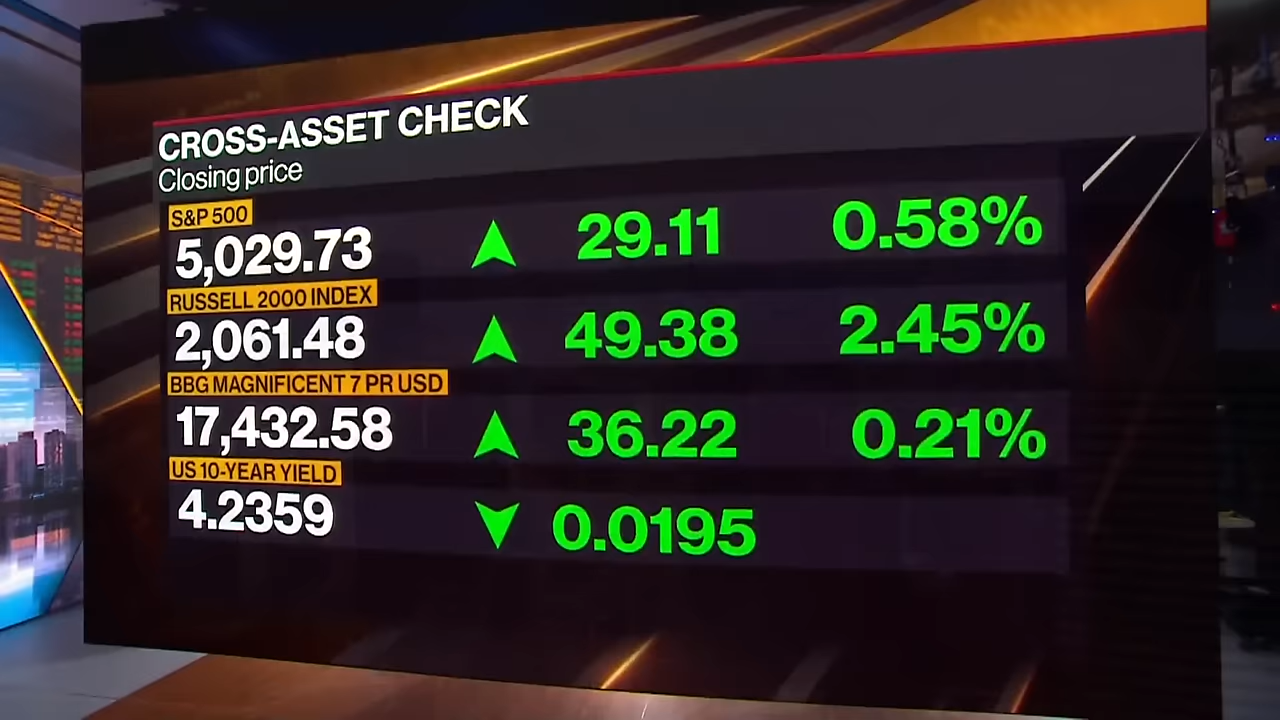 CROSS-ASSET CHECK
Closing price
S&P 500
5,029.73 29.11 0.58%
RUSSELL 2000 INDEX
2,061.48 49.38 2.45%
BBG MAGNIFICENT 7 PR USD
17,432.58 36.22 0.21%
US 10-YEAR YIELD
4.2359 0.0195